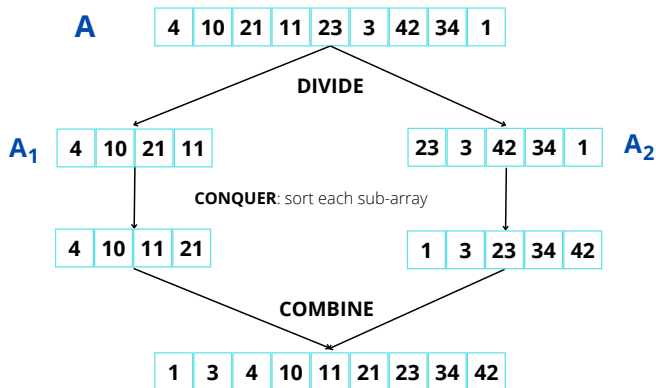 A 4 10 21 11 23 3 42 34 1
DIVIDE
A₁ 4 10 21 11 23 3 42 34 1 A₂
CONQUER: sort each sub-array
4 10 11 21 1 3 23 34 42
COMBINE
1 3 4 10 11 21 23 34 42